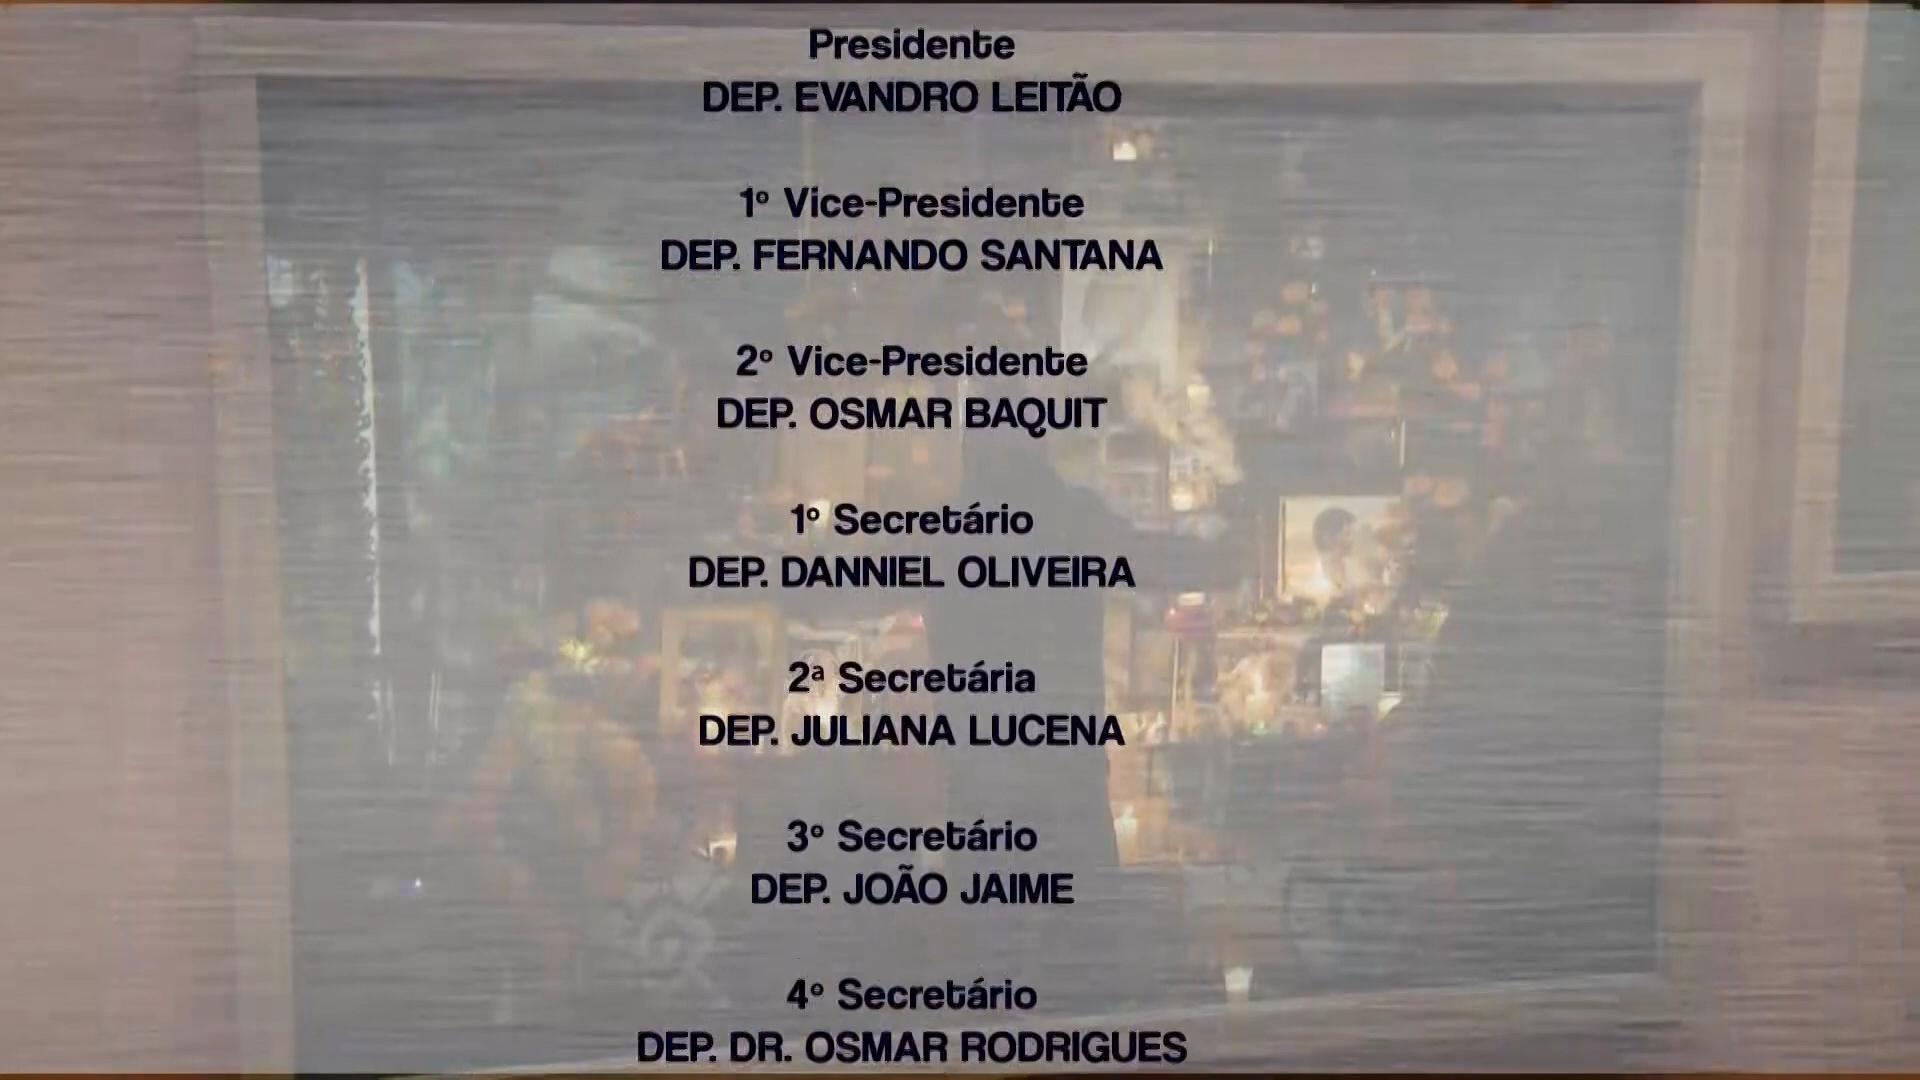 Presidente
DEP. EVANDRO LEITÃO
1º Vice-Presidente
DEP. FERNANDO SANTANA
2º Vice-Presidente
DEP. OSMAR BAQUIT
1º Secretário
DEP. DANNIEL OLIVEIRA
2ª Secretária
DEP. JULIANA LUCENA
3º Secretário
DEP. JOÃO JAIME
4º Secretário
DEP. DR. OSMAR RODRIGUES